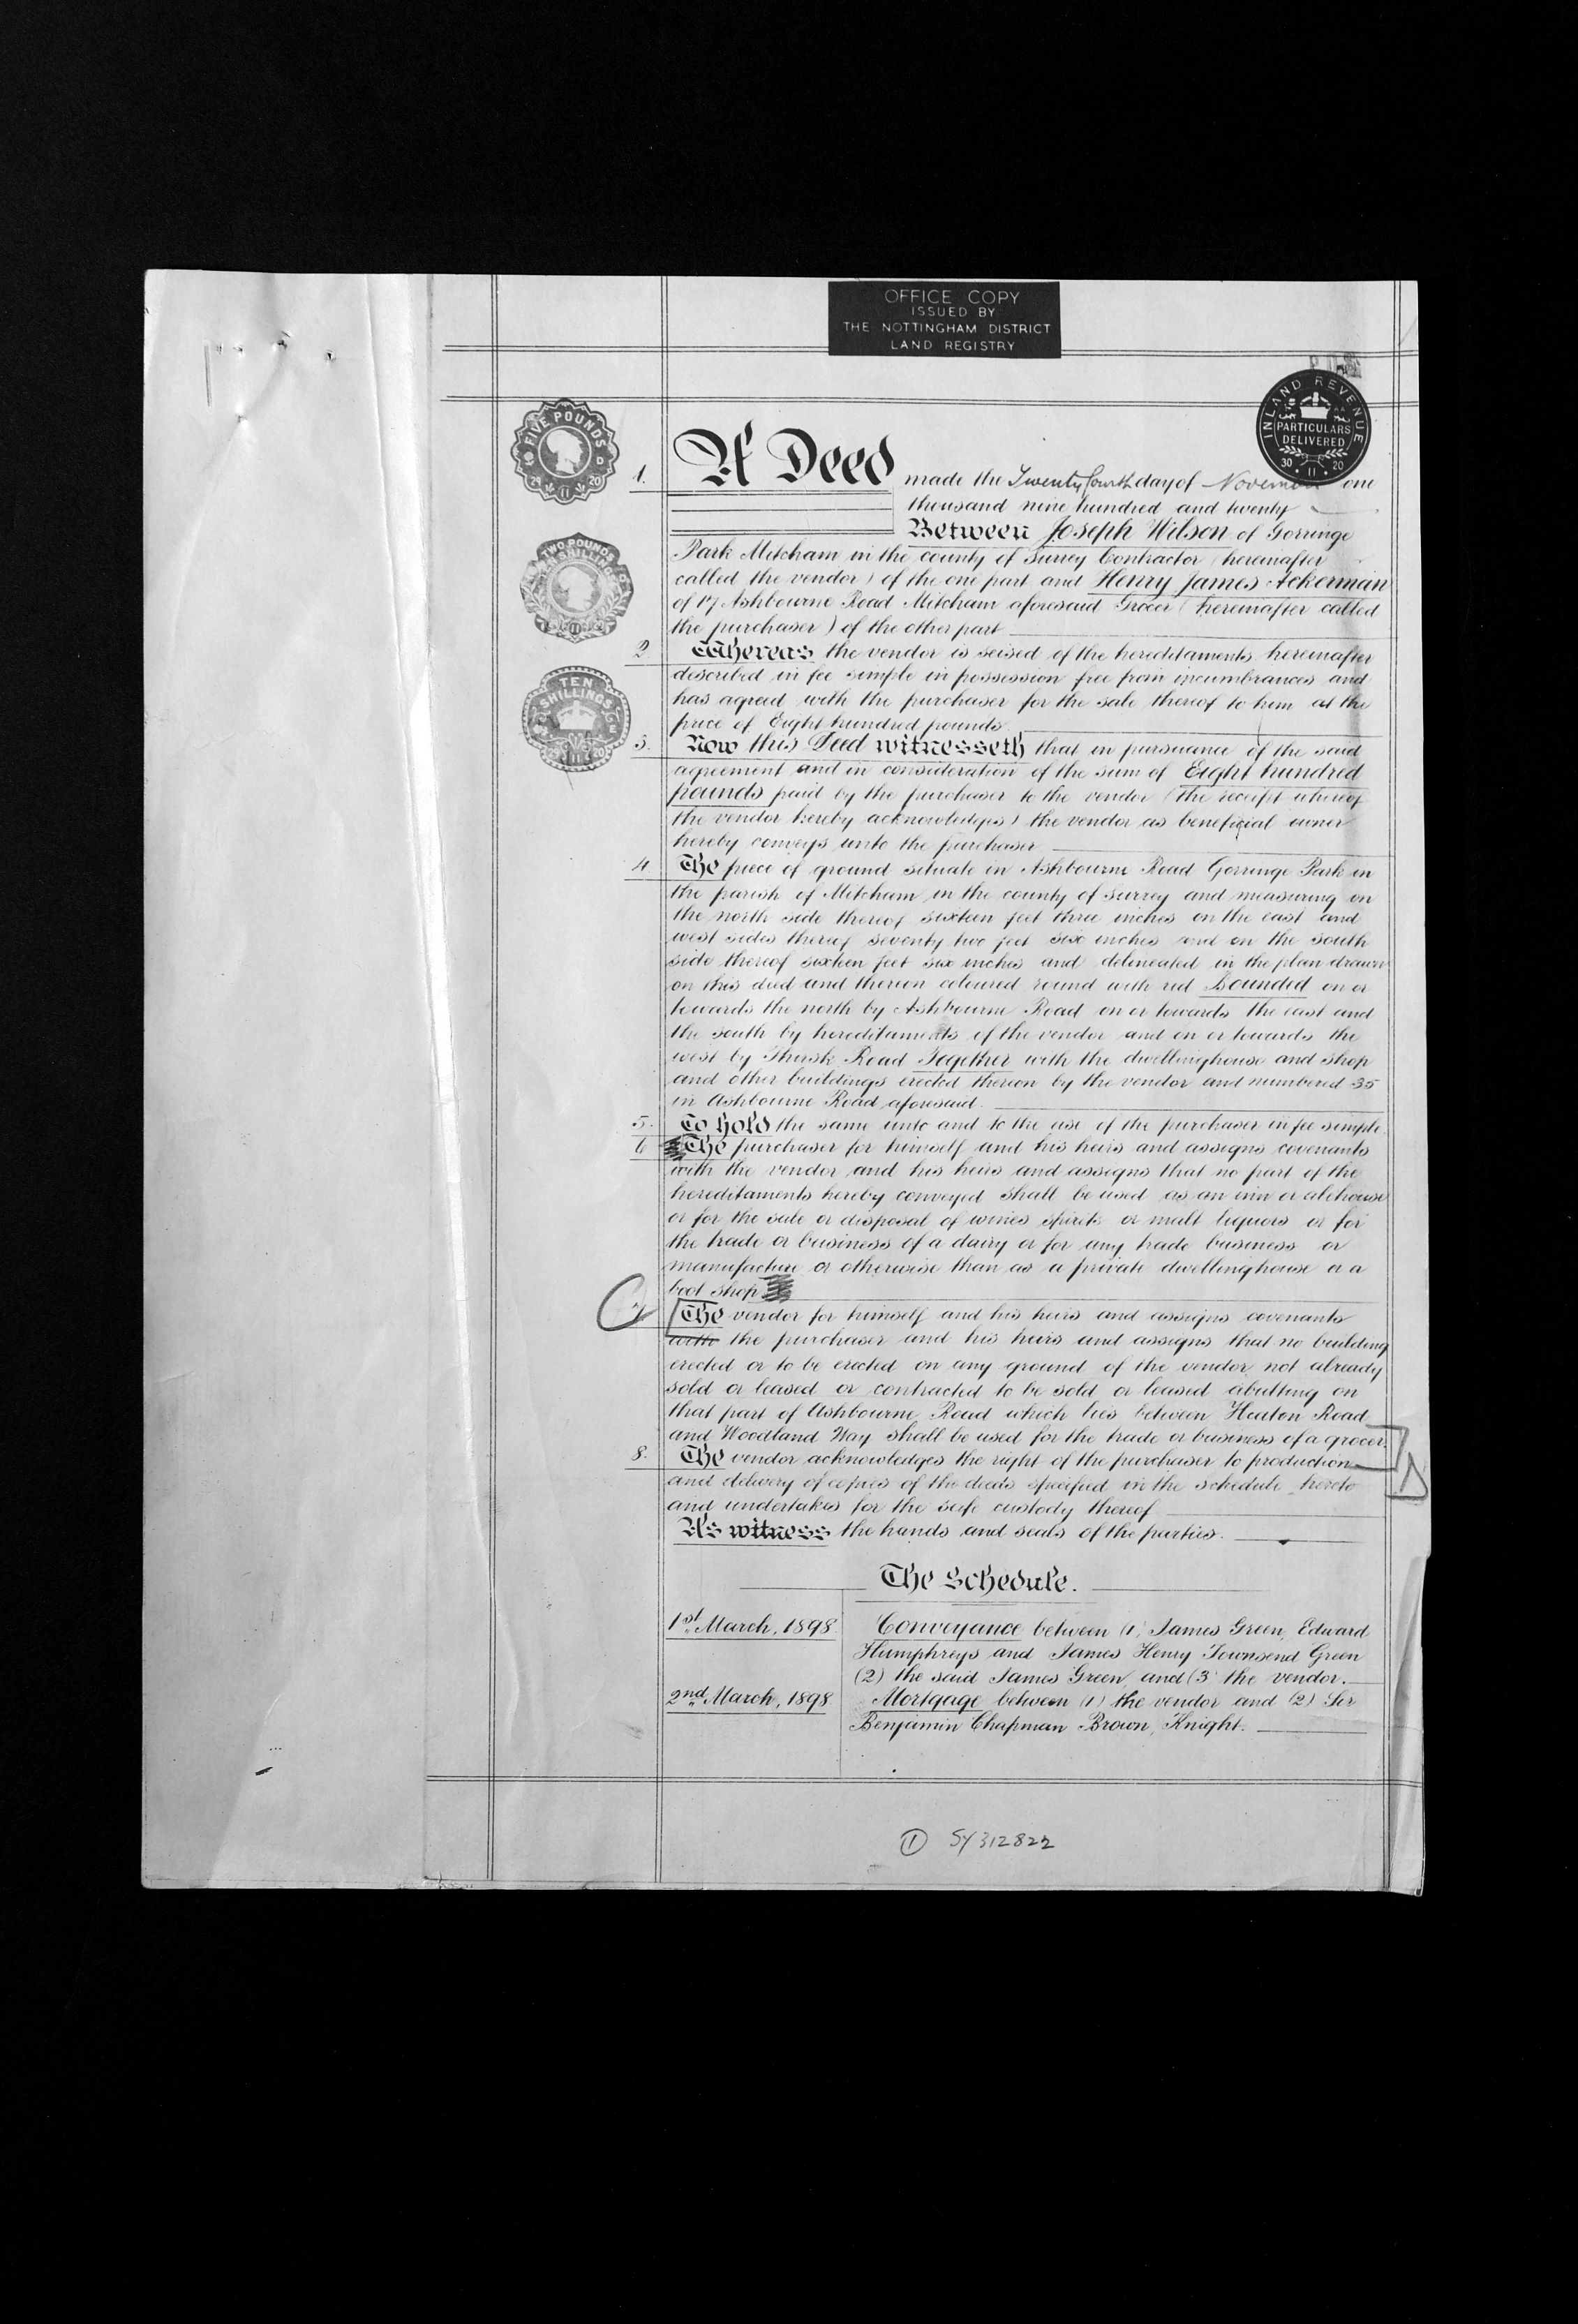 OFFICE COPY
ISSUED BY
THE NOTTINGHAM DISTRICT
LAND REGISTRY
INLAND REVENUE
PARTICULARS
DELIVERED
30 11 20
FIVE POUNDS
29 11 20
TWO POUNDS
TEN SHILLINGS
TEN
SHILLINGS
1. A Deed made the Twenty fourth day of November one
thousand nine hundred and twenty
Between Joseph Wilson of Gorringe
Park Mitcham in the county of Surrey Contractor (hereinafter
called the vendor) of the one part and Henry James Ackerman
of 17 Ashbourne Road Mitcham aforesaid Grocer (hereinafter called
the purchaser) of the other part
2 Whereas the vendor is seised of the hereditaments hereinafter
described in fee simple in possession free from incumbrances and
has agreed with the purchaser for the sale thereof to him at the
price of Eight hundred pounds
3. Now this Deed witnesseth that in pursuance of the said
agreement and in consideration of the sum of Eight hundred
pounds paid by the purchaser to the vendor (the receipt whereof
the vendor hereby acknowledges) the vendor as beneficial owner
hereby conveys unto the purchaser
4 The piece of ground situate in Ashbourne Road Gorringe Park in
the parish of Mitcham in the county of Surrey and measuring on
the north side thereof sixteen feet three inches on the east and
west sides thereof seventy two feet six inches and on the south
side thereof sixteen feet six inches and delineated in the plan drawn
on this deed and thereon coloured round with red Bounded on or
towards the north by Ashbourne Road on or towards the east and
the south by hereditaments of the vendor and on or towards the
west by Thirsk Road Together with the dwellinghouse and shop
and other buildings erected thereon by the vendor and numbered 35
in Ashbourne Road aforesaid.
5. To hold the same unto and to the use of the purchaser in fee simple.
6 The purchaser for himself and his heirs and assigns covenants
with the vendor and his heirs and assigns that no part of the
hereditaments hereby conveyed shall be used as an inn or alehouse
or for the sale or disposal of wines spirits or malt liquors or for
the trade or business of a dairy or for any trade business or
manufacture or otherwise than as a private dwellinghouse or a
boot shop
7 The vendor for himself and his heirs and assigns covenants
with the purchaser and his heirs and assigns that no building
erected or to be erected on any ground of the vendor not already
sold or leased or contracted to be sold or leased abutting on
that part of Ashbourne Road which lies between Heaton Road
and Woodland Way shall be used for the trade or business of a grocer.
8. The vendor acknowledges the right of the purchaser to production
and delivery of copies of the deeds specified in the schedule hereto
and undertakes for the safe custody thereof
As witness the hands and seals of the parties.
The Schedule.
1st March, 1898. Conveyance between (1) James Green, Edward
Humphreys and James Henry Townsend Green
(2) the said James Green and (3) the vendor.
2nd March, 1898 Mortgage between (1) the vendor and (2) Sir
Benjamin Chapman Brown, Knight.
① SY312822